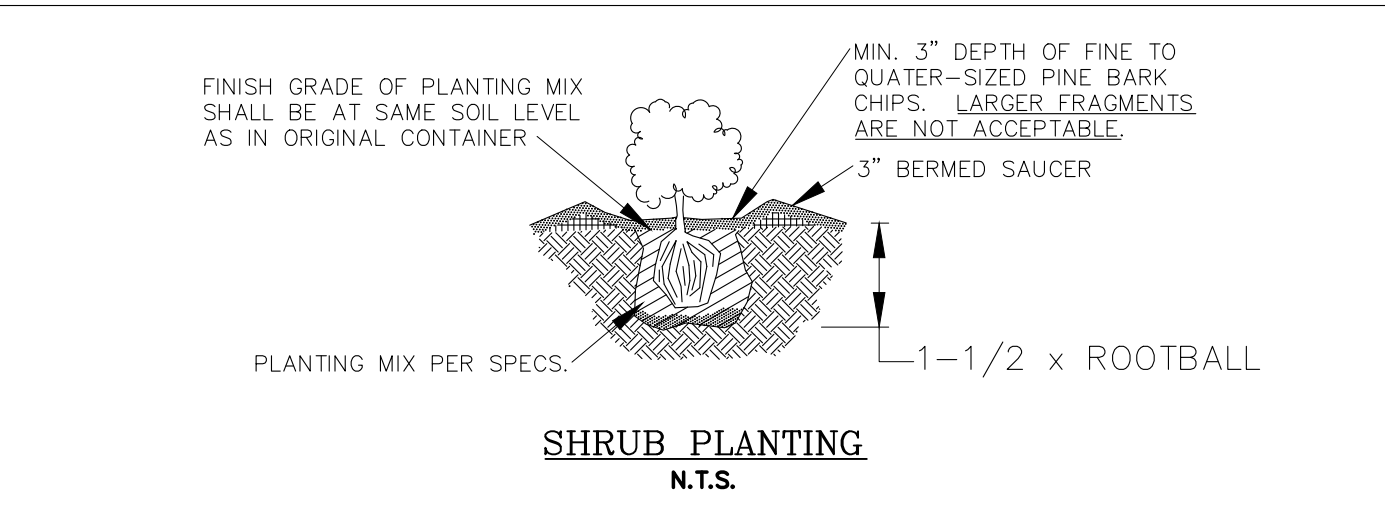 FINISH GRADE OF PLANTING MIX
SHALL BE AT SAME SOIL LEVEL
AS IN ORIGINAL CONTAINER
MIN. 3" DEPTH OF FINE TO
QUATER-SIZED PINE BARK
CHIPS. LARGER FRAGMENTS
ARE NOT ACCEPTABLE.
3" BERMED SAUCER
PLANTING MIX PER SPECS.
1-1/2 x ROOTBALL
SHRUB PLANTING
N.T.S.